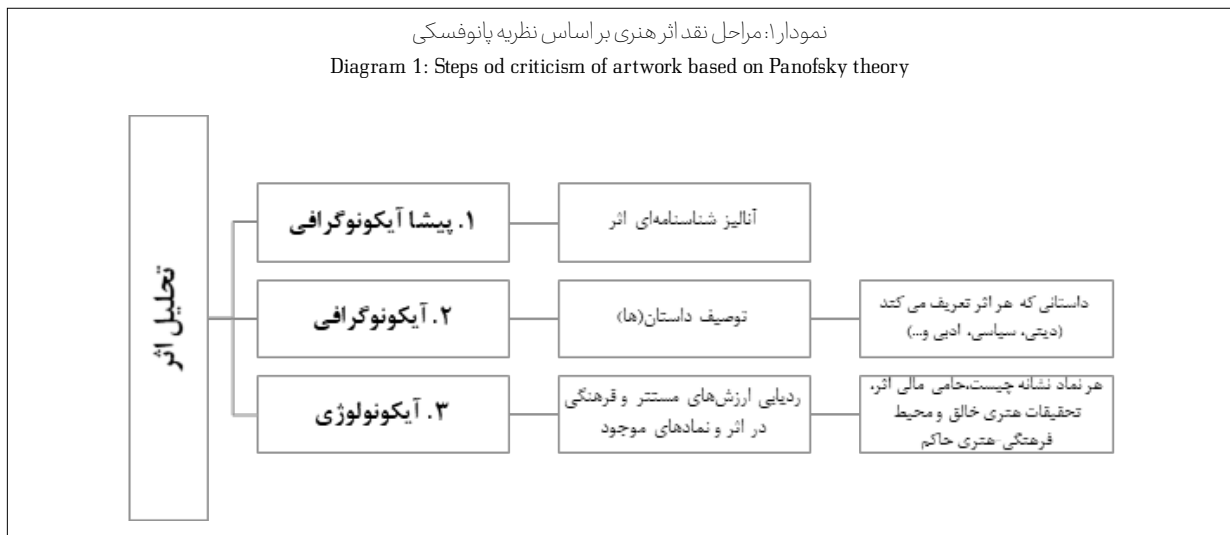 نمودار ۱: مراحل نقد اثر هنری بر اساس نظریه پانوفسکی
Diagram 1: Steps od criticism of artwork based on Panofsky theory
تحلیل اثر
۱. پیشا آیکونوگرافی
آنالیز شناسنامه‌ای اثر
۲. آیکونوگرافی
توصیف داستان(ها)
داستانی که هر اثر تعریف می کند
(دینی، سیاسی، ادبی و...)
۳. آیکونولوژی
ردیابی ارزش‌های مستتر و فرهنگی
در اثر و نمادهای موجود
هر نماد نشانه چیست،حامی مالی اثر،
تحقیقات هنری خالق و محیط
فرهنگی-هنری حاکم